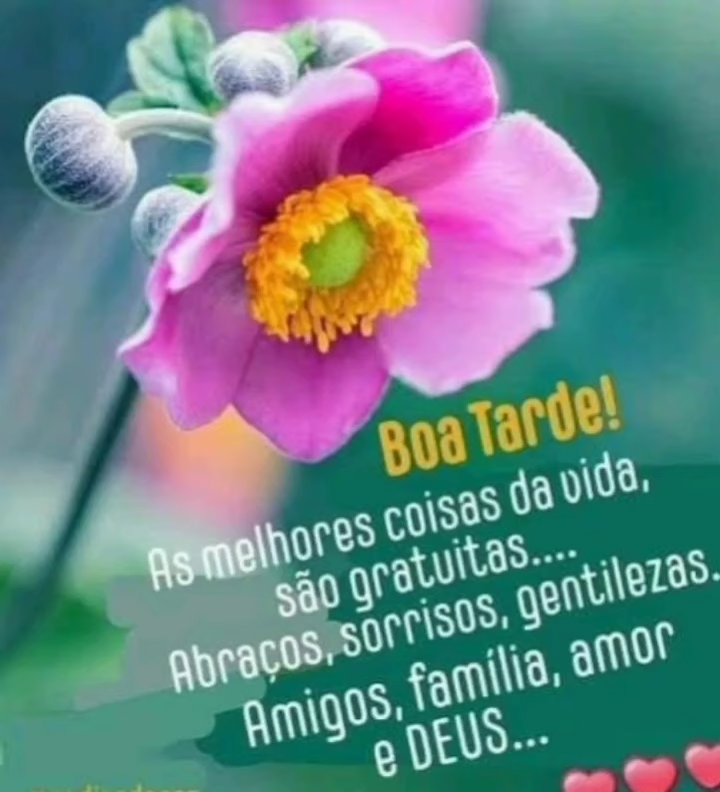 Boa Tarde!
As melhores coisas da vida,
são gratuitas....
Abraços, sorrisos, gentilezas.
Amigos, família, amor
e DEUS...